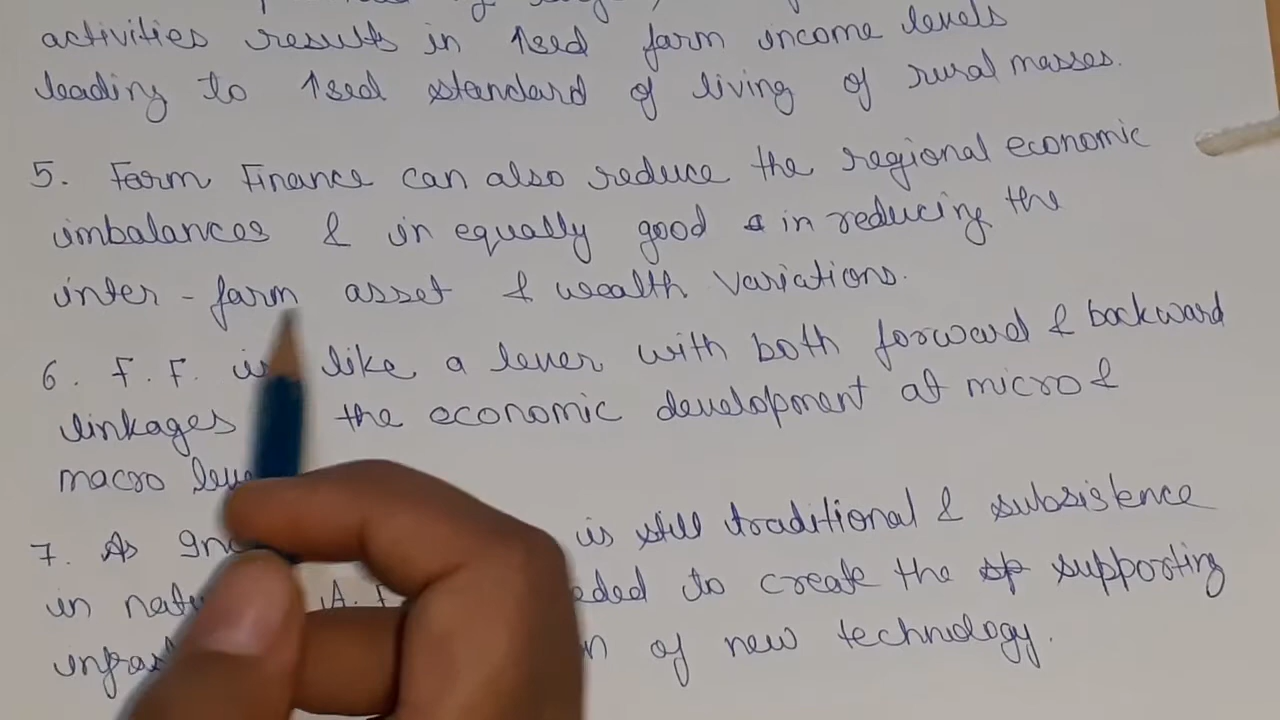 activities results in ↑sed farm income levels
leading to ↑sed standard of living of rural masses.
5. Farm Finance can also reduce the regional economic
imbalances & in equally good in reducing the
inter-farm asset & wealth variations.
6. F.F. is like a lever with both forward & backward
linkages the economic development at micro &
macro
7. As is still traditional & subsistence
in A. to create the supporting
of new technology.